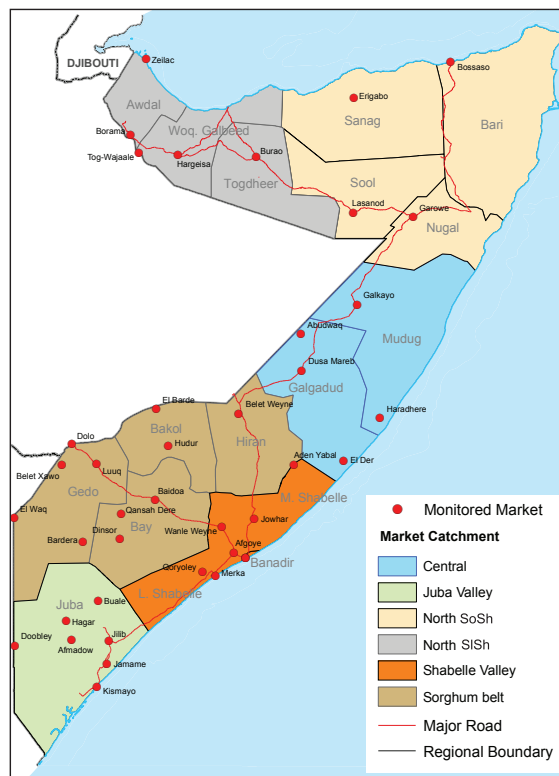 DJIBOUTI
Zeilac
Bossaso
Awdal
Erigabo
Sanag
Bari
Borama
Woq. Galbeed
Tog-Wajaale
Hargeisa
Burao
Togdheer
Sool
Lasanod
Garowe
Nugal
Galkayo
Abudwaq
Mudug
Dusa Mareb
Galgadud
El Barde
Belet Weyne
Haradhere
Bakol
Dolo
Hudur
Hiran
Belet Xawo
Luuq
Aden Yabal
El Der
Gedo
Baidoa
M. Shabelle
El Waq
Qansah Dere
Bay
Wanle Weyne
Jowhar
Dinsor
Bardera
Afgoye
Banadir
Qoryoley
Merka
L. Shabelle
Juba
Buale
Hagar
Doobley
Jilib
Afmadow
Jamame
Kismayo
Monitored Market
Market Catchment
Central
Juba Valley
North SoSh
North SlSh
Shabelle Valley
Sorghum belt
Major Road
Regional Boundary